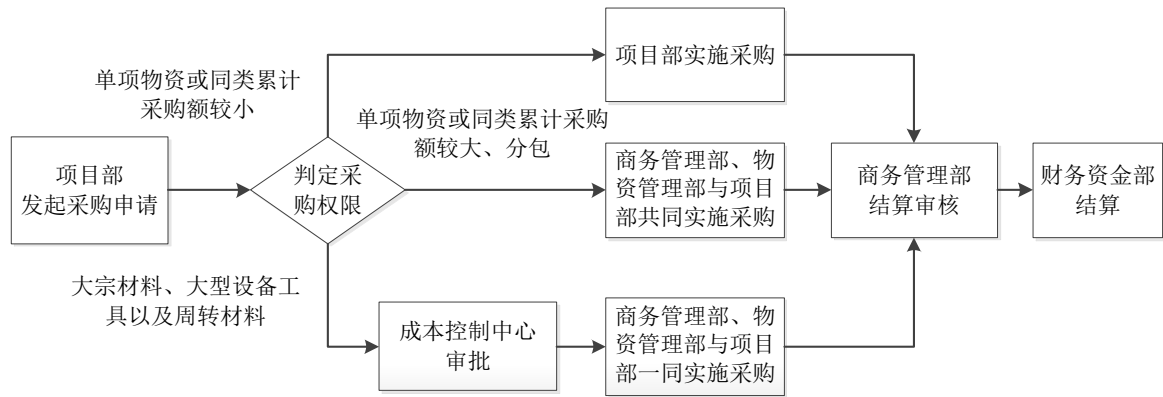 项目部实施采购
单项物资或同类累计
采购额较小
单项物资或同类累计采购
额较大、分包
项目部
发起采购申请
判定采
购权限
商务管理部、物
资管理部与项目
部共同实施采购
商务管理部
结算审核
财务资金部
结算
大宗材料、大型设备工
具以及周转材料
成本控制中心
审批
商务管理部、物
资管理部与项目
部一同实施采购